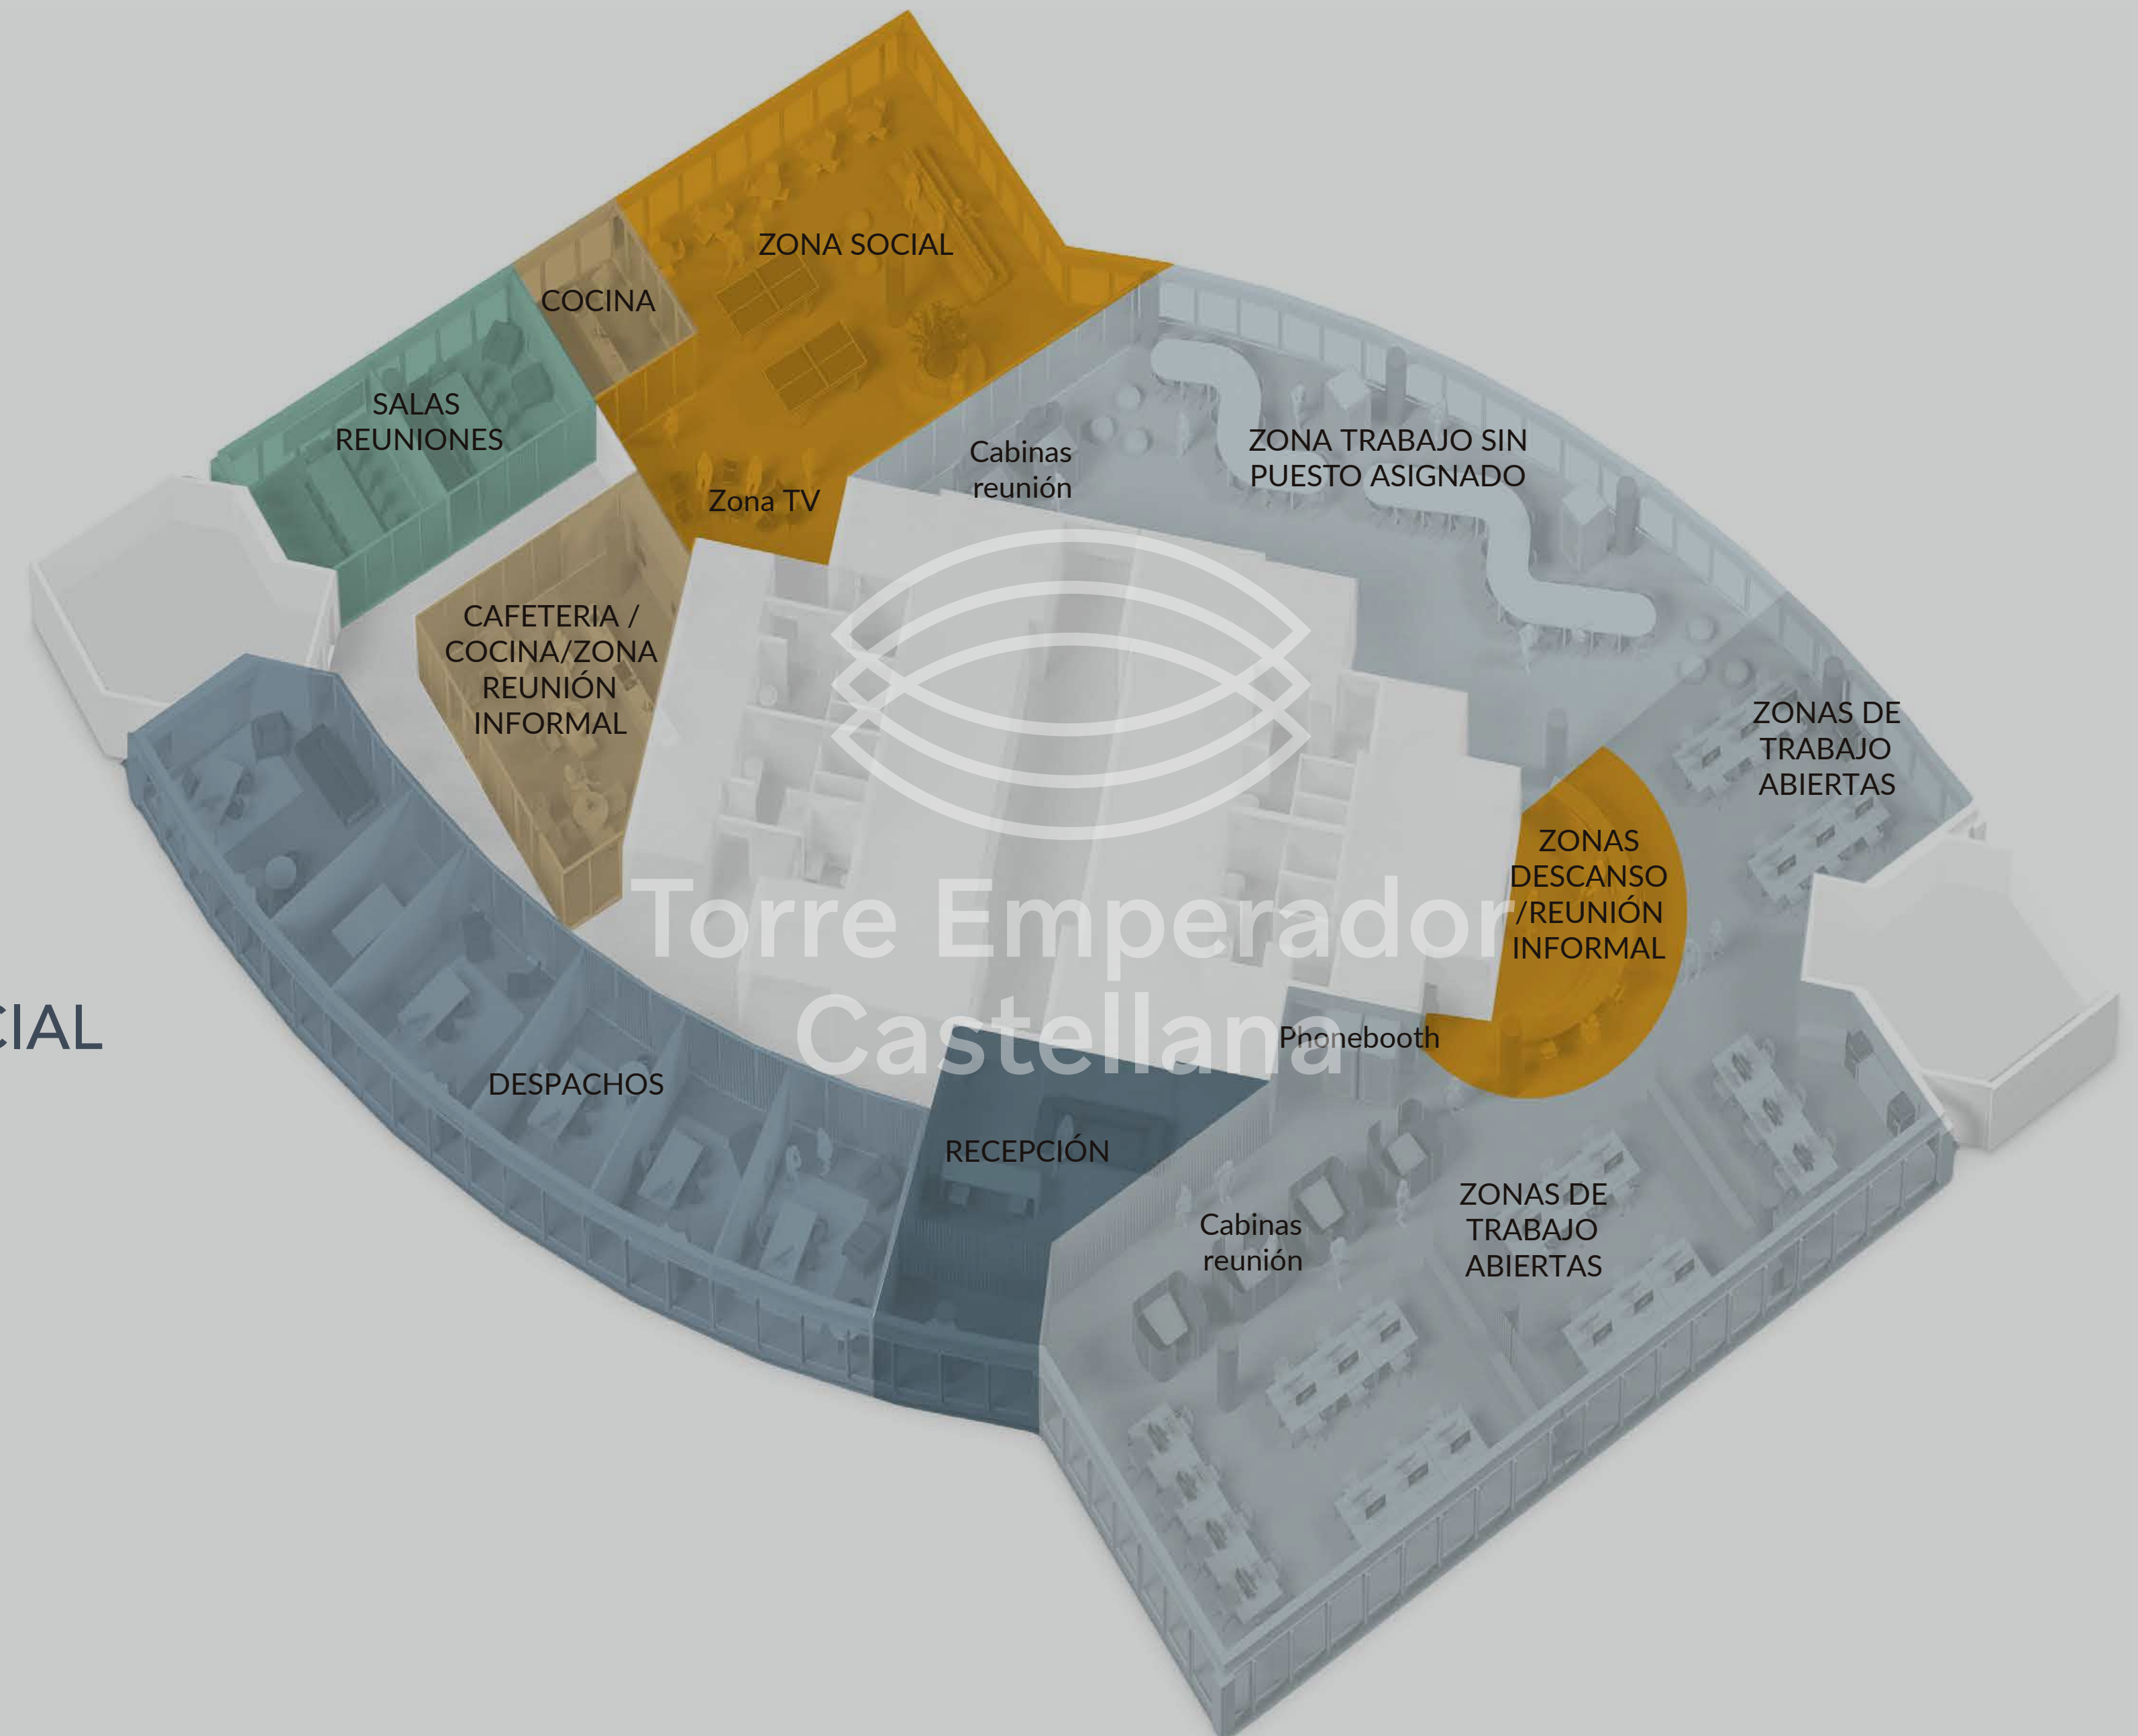 ZONA SOCIAL
COCINA
SALAS
REUNIONES
Zona TV
Cabinas
reunión
ZONA TRABAJO SIN
PUESTO ASIGNADO
CAFETERIA /
COCINA/ZONA
REUNIÓN
INFORMAL
ZONAS DE
TRABAJO
ABIERTAS
ZONAS
DESCANSO
/REUNIÓN
INFORMAL
Torre Emperador
Castellana
CIAL
Phonebooth
DESPACHOS
RECEPCIÓN
Cabinas
reunión
ZONAS DE
TRABAJO
ABIERTAS